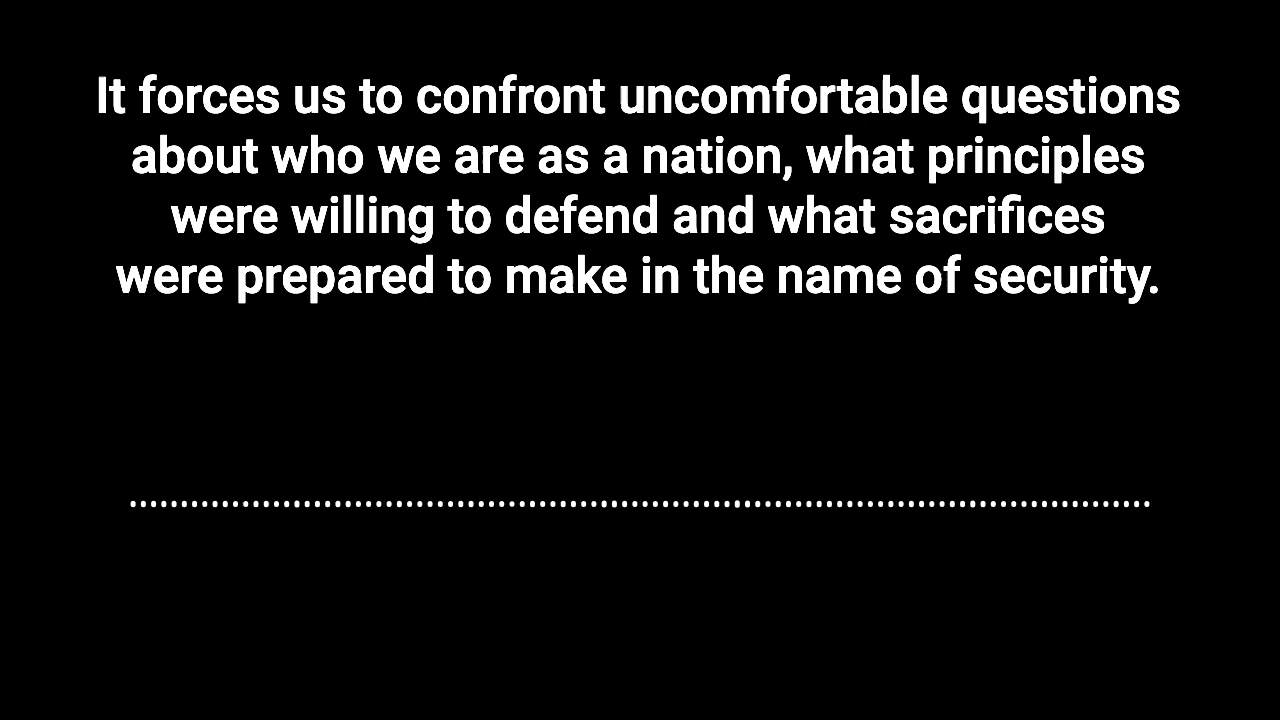 It forces us to confront uncomfortable questions
about who we are as a nation, what principles
were willing to defend and what sacrifices
were prepared to make in the name of security.